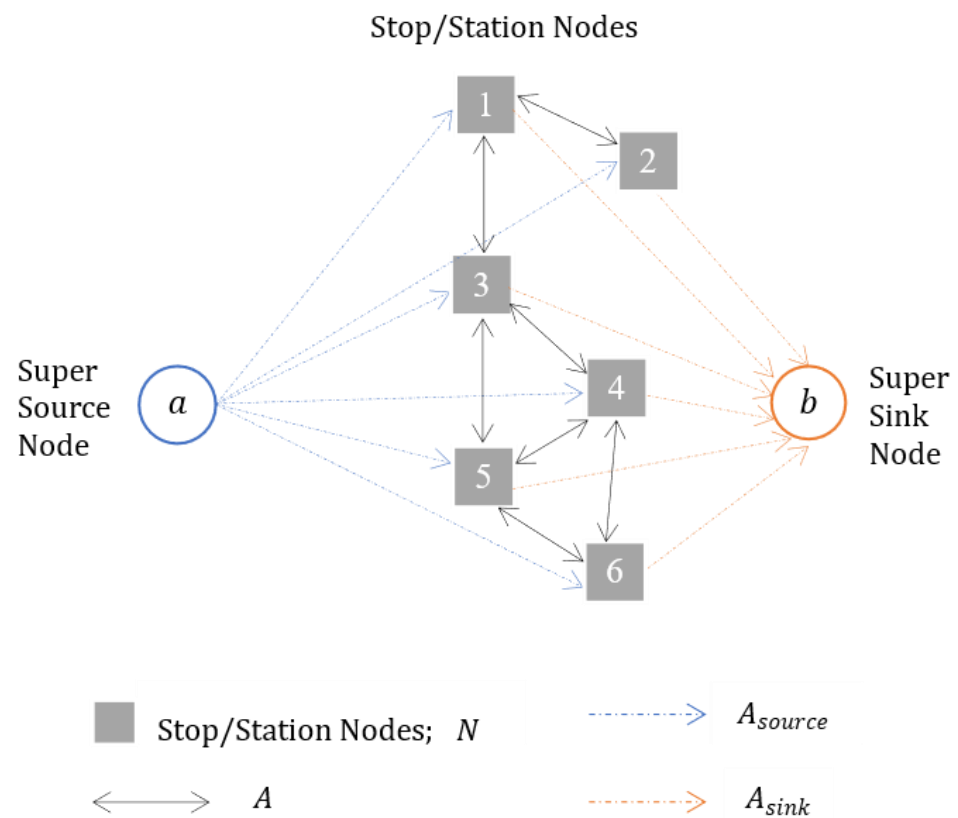 Stop/Station Nodes
1
2
3
Super
Source
Node
a
4
b
Super
Sink
Node
5
6
Stop/Station Nodes; N
A_source
A
A_sink